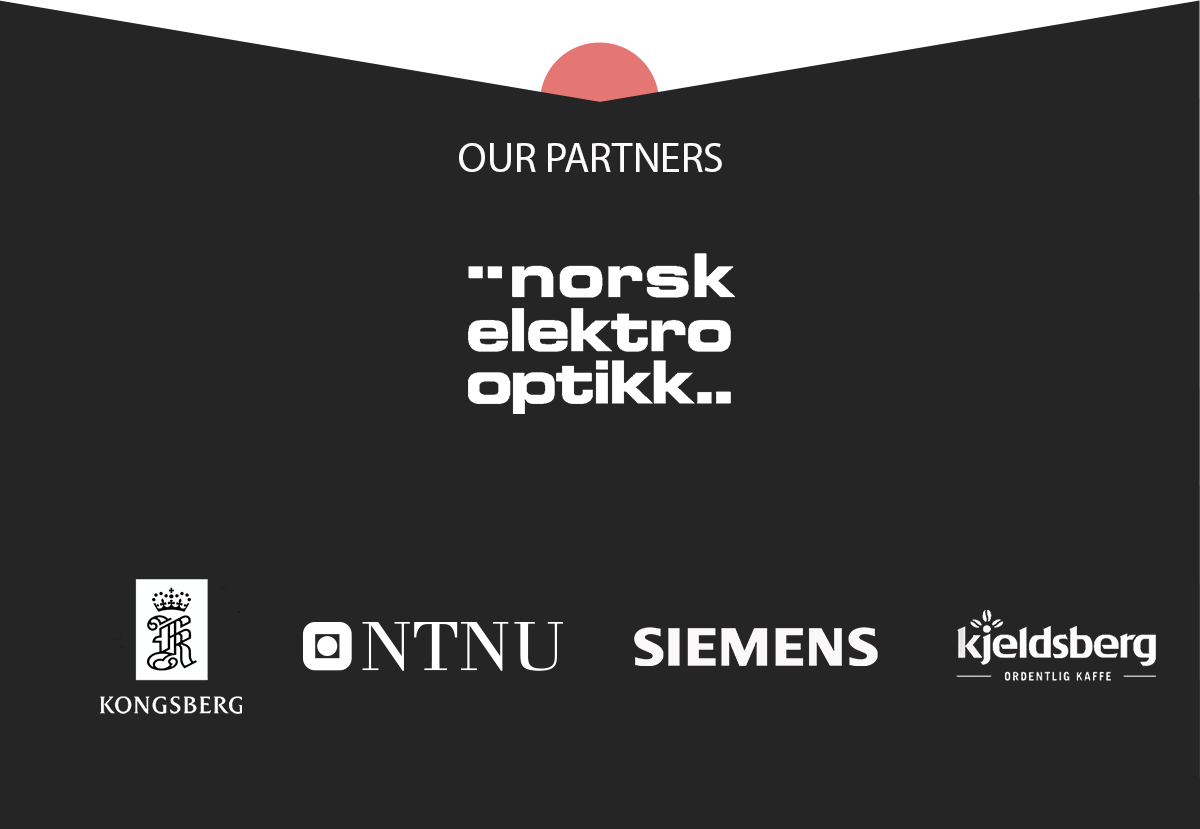 OUR PARTNERS
norsk
elektro
optikk..
KONGSBERG
NTNU
SIEMENS
kjeldsberg
ORDENTLIG KAFFE